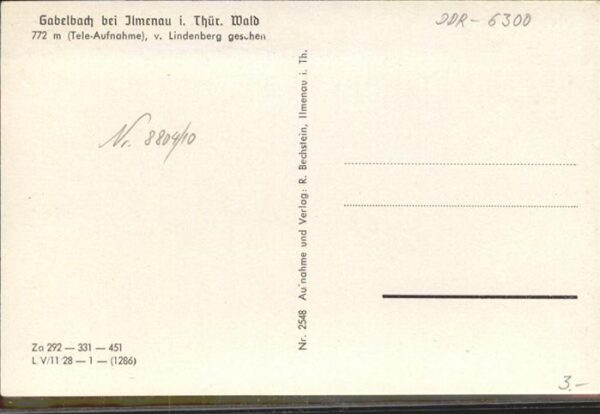 Gabelbach bei Ilmenau i. Thür. Wald
772 m (Tele-Aufnahme), v. Lindenberg gesehen
DDR - 6300
Nr. 8804/10
Nr. 2548 Aufnahme und Verlag: R. Bechstein, Ilmenau i. Th.
Za 292 — 331 — 451
L V/11 28 — 1 — (1286)
3.-